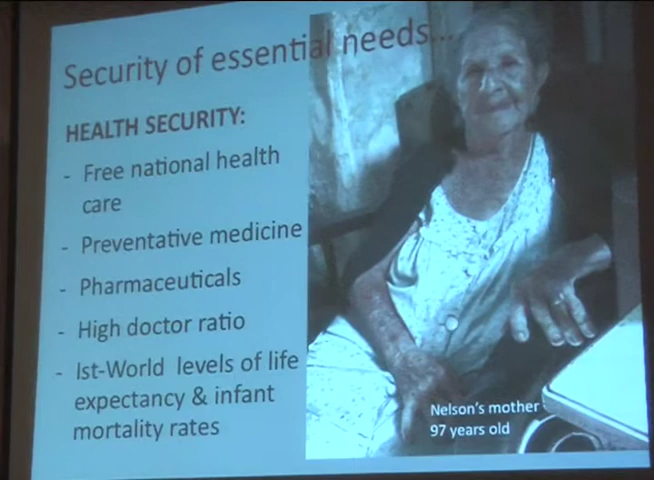 Security of essential needs...
HEALTH SECURITY:
- Free national health
care
- Preventative medicine
- Pharmaceuticals
- High doctor ratio
- Ist-World levels of life
expectancy & infant
mortality rates
Nelson's mother
97 years old